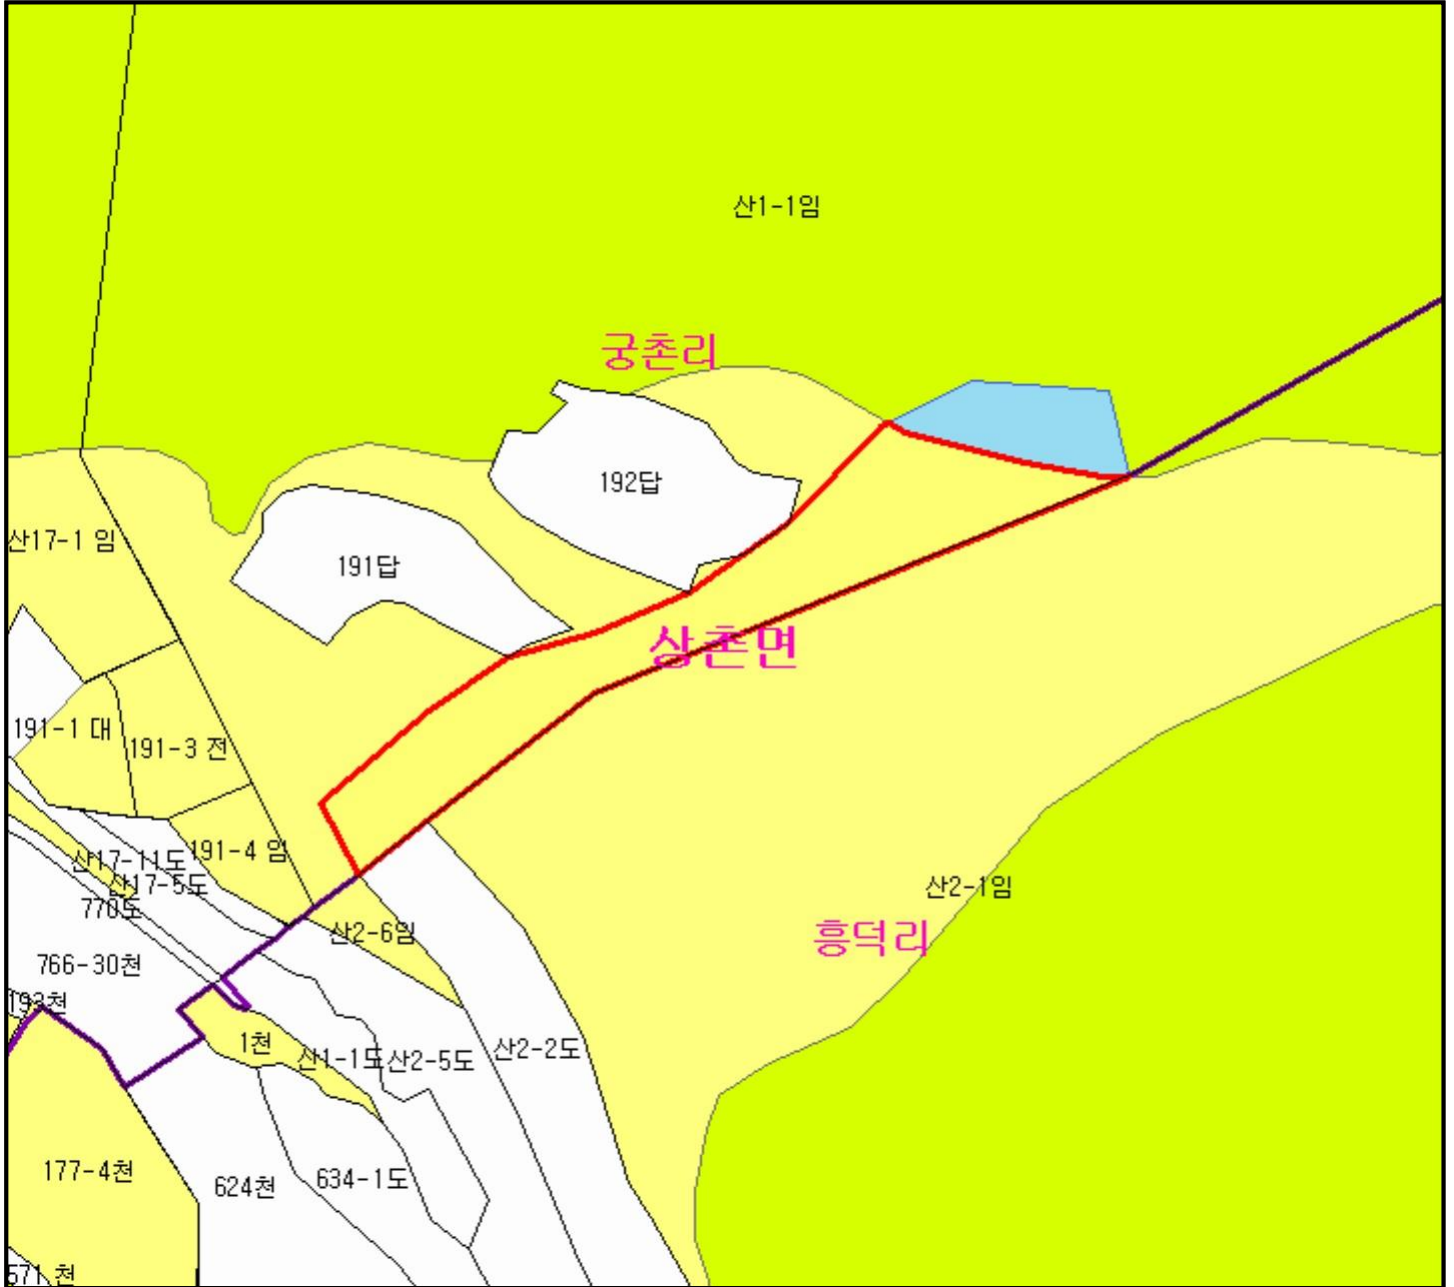 산1-1임
궁촌리
192답
산17-1 임
191답
상촌면
191-1 대
191-3 전
191-4 임
산17-11도
산17-5도
770도
산2-1임
산2-6임
흥덕리
766-30천
193천
1천
산1-1도
산2-5도
산2-2도
177-4천
624천
634-1도
571 천